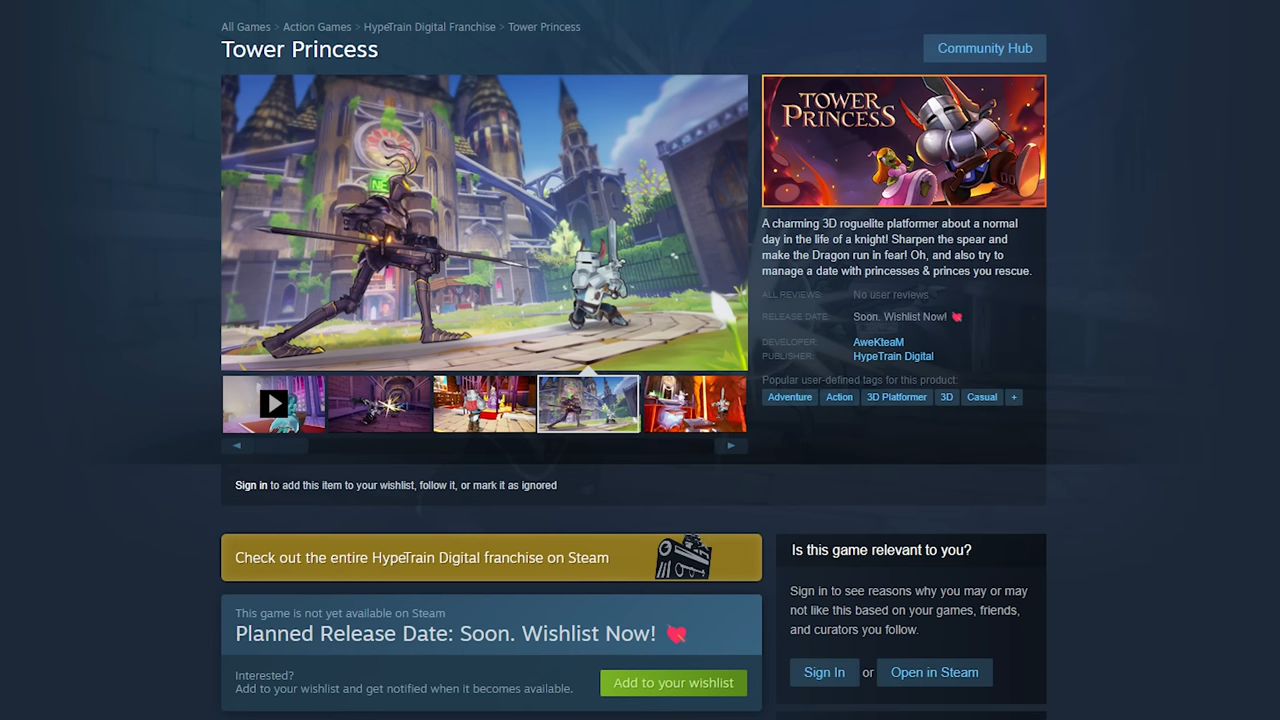 All Games > Action Games > HypeTrain Digital Franchise > Tower Princess
Tower Princess
Community Hub
NE
TOWER
PRINCESS
A charming 3D roguelite platformer about a normal
day in the life of a knight! Sharpen the spear and
make the Dragon run in fear! Oh, and also try to
manage a date with princesses & princes you rescue.
ALL REVIEWS: No user reviews
RELEASE DATE: Soon. Wishlist Now! 💘
DEVELOPER: AweKteaM
PUBLISHER: HypeTrain Digital
Popular user-defined tags for this product:
Adventure Action 3D Platformer 3D Casual +
Sign in to add this item to your wishlist, follow it, or mark it as ignored
Check out the entire HypeTrain Digital franchise on Steam
This game is not yet available on Steam
Planned Release Date: Soon. Wishlist Now! 💘
Interested?
Add to your wishlist and get notified when it becomes available.
Add to your wishlist
Is this game relevant to you?
Sign in to see reasons why you may or may
not like this based on your games, friends,
and curators you follow.
Sign In or Open in Steam